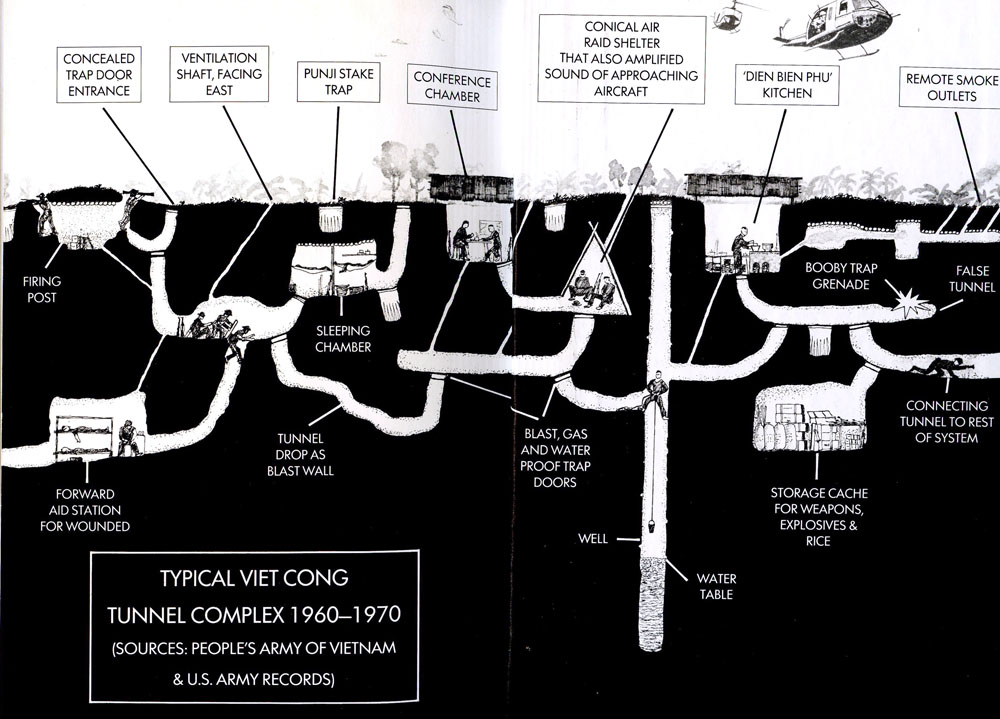 CONCEALED
TRAP DOOR
ENTRANCE
VENTILATION
SHAFT, FACING
EAST
PUNJI STAKE
TRAP
CONFERENCE
CHAMBER
CONICAL AIR
RAID SHELTER
THAT ALSO AMPLIFIED
SOUND OF APPROACHING
AIRCRAFT
‘DIEN BIEN PHU’
KITCHEN
REMOTE SMOKE
OUTLETS
FIRING
POST
SLEEPING
CHAMBER
BOOBY TRAP
GRENADE
FALSE
TUNNEL
TUNNEL
DROP AS
BLAST WALL
BLAST, GAS
AND WATER
PROOF TRAP
DOORS
CONNECTING
TUNNEL TO REST
OF SYSTEM
FORWARD
AID STATION
FOR WOUNDED
STORAGE CACHE
FOR WEAPONS,
EXPLOSIVES &
RICE
WELL
WATER
TABLE
TYPICAL VIET CONG
TUNNEL COMPLEX 1960–1970
(SOURCES: PEOPLE'S ARMY OF VIETNAM
& U.S. ARMY RECORDS)